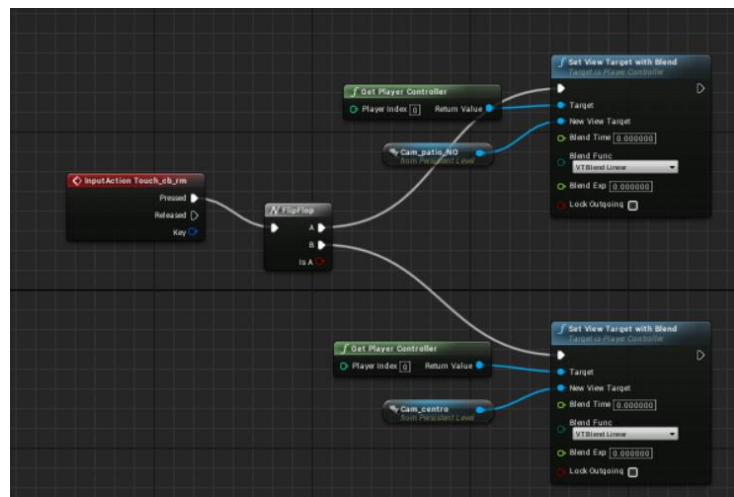 InputAction Touch_cb_rm
Pressed
Released
Key
FlipFlop
A
B
Is A
Get Player Controller
Player Index 0 Return Value
Cam_patio_NO
from Persistent Level
Set View Target with Blend
Target is Player Controller
Target
New View Target
Blend Time 0.000000
Blend Func
VTBlend Linear
Blend Exp 0.000000
Lock Outgoing
Get Player Controller
Player Index 0 Return Value
Cam_centro
from Persistent Level
Set View Target with Blend
Target is Player Controller
Target
New View Target
Blend Time 0.000000
Blend Func
VTBlend Linear
Blend Exp 0.000000
Lock Outgoing